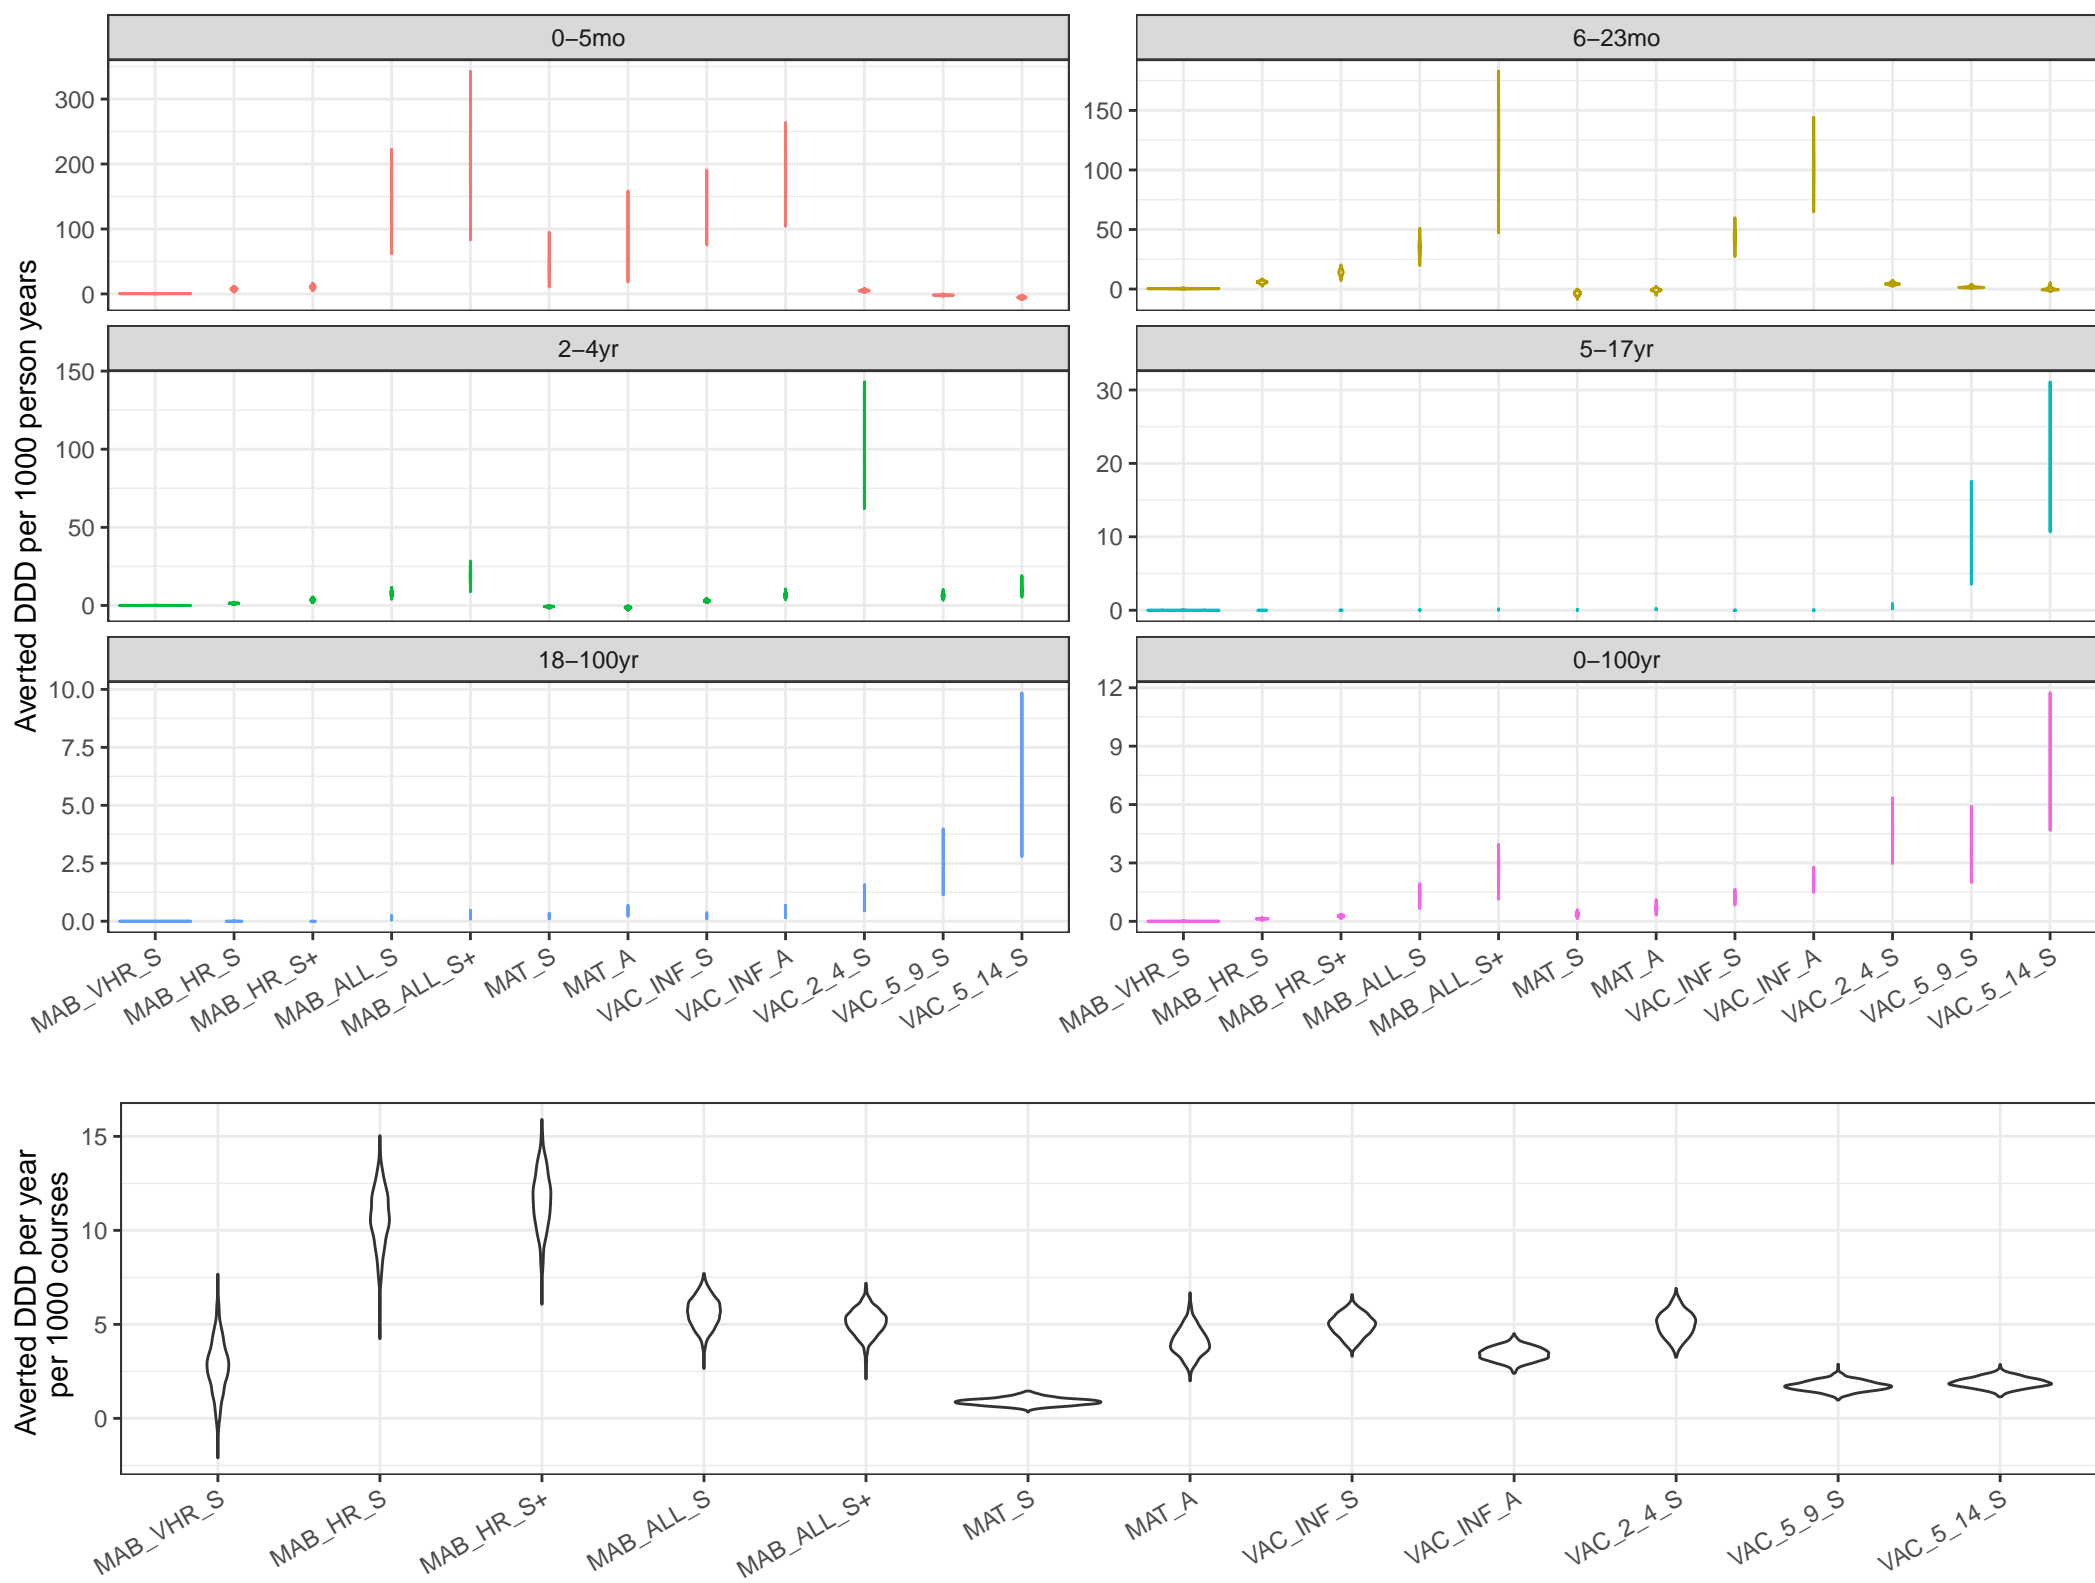 Averted DDD per 1000 person years
0–5mo
300
200
100
0
6–23mo
150
100
50
0
2–4yr
150
100
50
0
5–17yr
30
20
10
0
18–100yr
10.0
7.5
5.0
2.5
0.0
0–100yr
12
9
6
3
0
MAB_VHR_S
MAB_HR_S
MAB_HR_S+
MAB_ALL_S
MAB_ALL_S+
MAT_S
MAT_A
VAC_INF_S
VAC_INF_A
VAC_2_4_S
VAC_5_9_S
VAC_5_14_S
MAB_VHR_S
MAB_HR_S
MAB_HR_S+
MAB_ALL_S
MAB_ALL_S+
MAT_S
MAT_A
VAC_INF_S
VAC_INF_A
VAC_2_4_S
VAC_5_9_S
VAC_5_14_S
Averted DDD per year
per 1000 courses
15
10
5
0
MAB_VHR_S
MAB_HR_S
MAB_HR_S+
MAB_ALL_S
MAB_ALL_S+
MAT_S
MAT_A
VAC_INF_S
VAC_INF_A
VAC_2_4_S
VAC_5_9_S
VAC_5_14_S